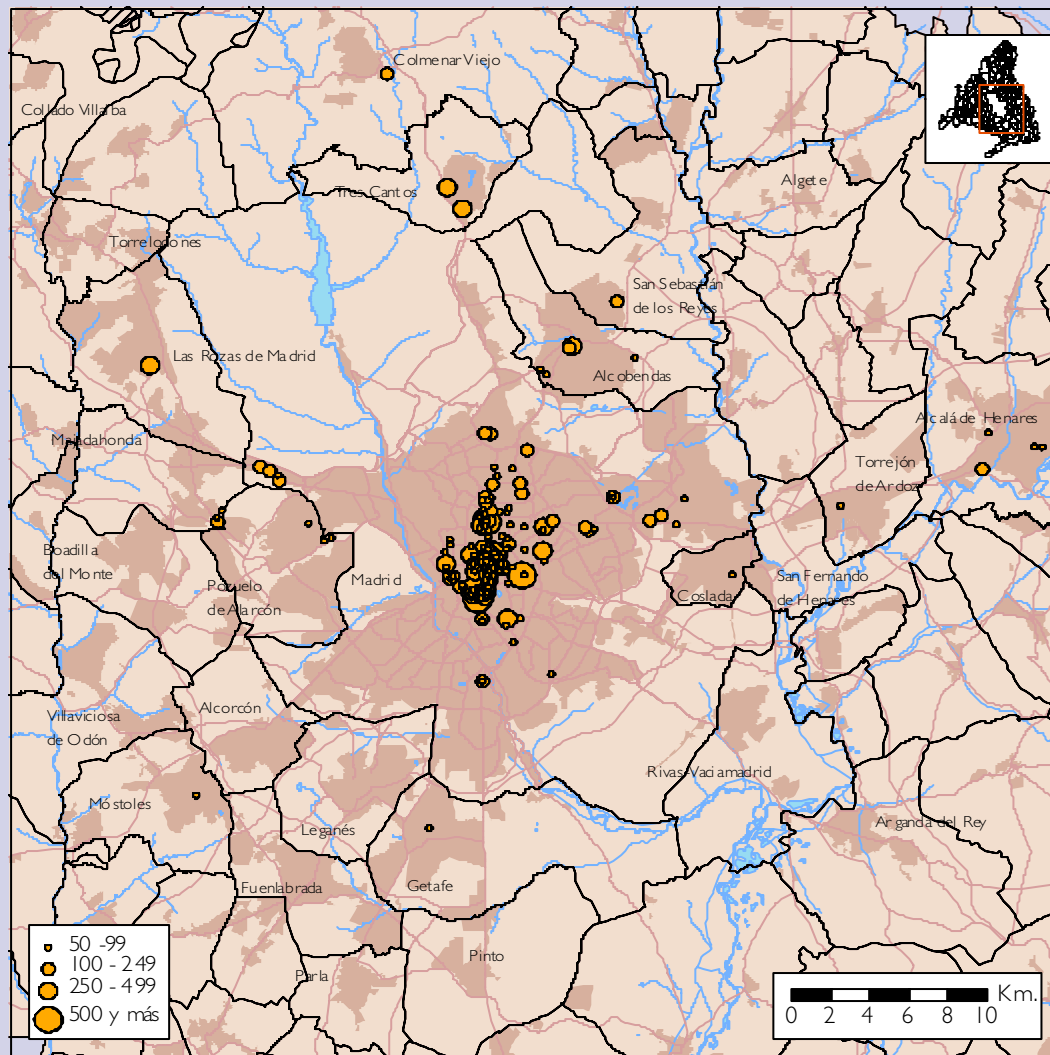 Colmenar Viejo
Collado Villalba
Tres Cantos
Algete
Torrelodones
San Sebastián
de los Reyes
Las Rozas de Madrid
Alcobendas
Alcalá de Henares
Majadahonda
Torrejón
de Ardoz
Boadilla
del Monte
Pozuelo
de Alarcón
Madrid
Coslada
San Fernando
de Henares
Villaviciosa
de Odón
Alcorcón
Rivas-Vaciamadrid
Móstoles
Leganés
Arganda del Rey
Fuenlabrada
Getafe
Pinto
Parla
50 -99
100 - 249
250 - 499
500 y más
Km.
0 2 4 6 8 10